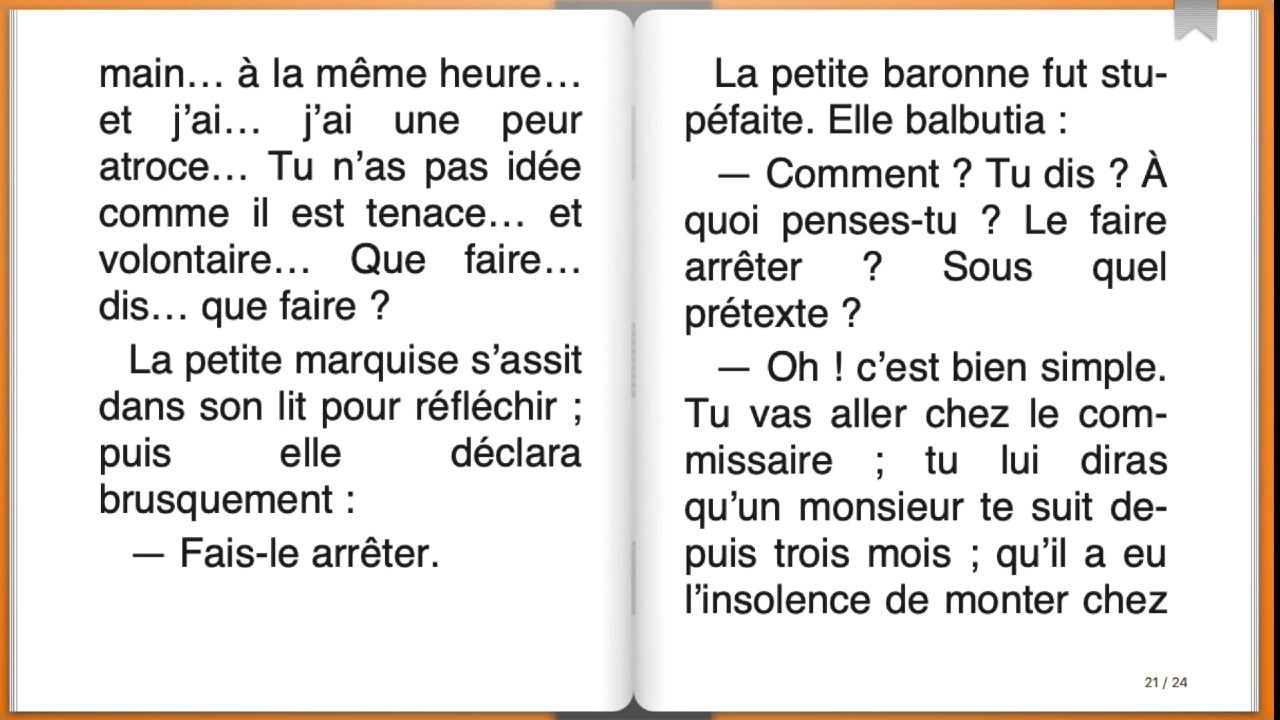 main… à la même heure…
et j’ai… j’ai une peur
atroce… Tu n’as pas idée
comme il est tenace… et
volontaire… Que faire…
dis… que faire ?
La petite marquise s’assit
dans son lit pour réfléchir ;
puis elle déclara
brusquement :
— Fais-le arrêter.
La petite baronne fut stu-
péfaite. Elle balbutia :
— Comment ? Tu dis ? À
quoi penses-tu ? Le faire
arrêter ? Sous quel
prétexte ?
— Oh ! c’est bien simple.
Tu vas aller chez le com-
missaire ; tu lui diras
qu’un monsieur te suit de-
puis trois mois ; qu’il a eu
l’insolence de monter chez
21 / 24